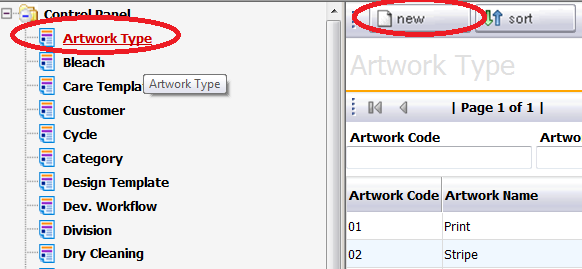 Control Panel
Artwork Type
Bleach
Care Templa
Artwork Type
Customer
Cycle
Category
Design Template
Dev. Workflow
Division
Dry Cleaning
new sort
Artwork Type
| Page 1 of 1 |
Artwork Code Artwo
Artwork Code Artwork Name
01 Print
02 Stripe